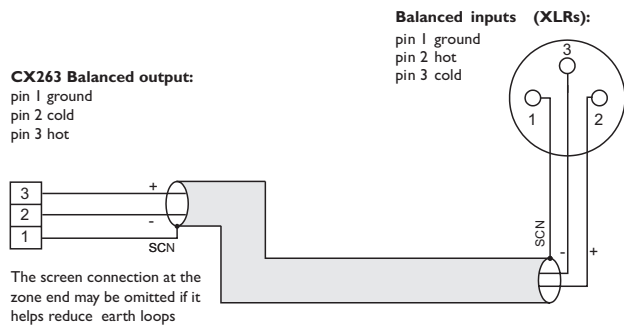 Balanced inputs (XLRs):
pin 1 ground
pin 2 hot
pin 3 cold
CX263 Balanced output:
pin 1 ground
pin 2 cold
pin 3 hot
3
1
2
3
2
1
+
-
SCN
SCN
-
+
The screen connection at the
zone end may be omitted if it
helps reduce earth loops